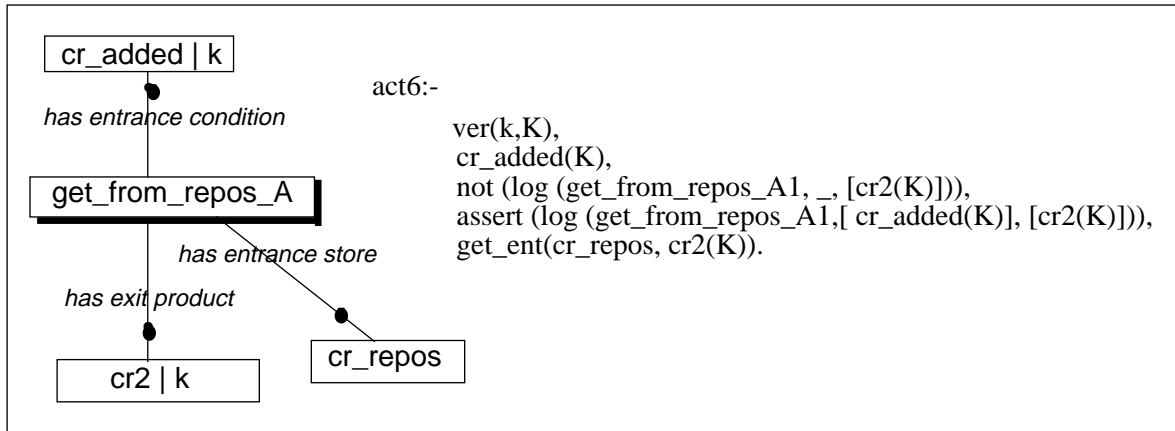 cr_added | k
has entrance condition
get_from_repos_A
has entrance store
has exit product
cr_repos
cr2 | k
act6:-
ver(k,K),
cr_added(K),
not (log (get_from_repos_A1, _, [cr2(K)])),
assert (log (get_from_repos_A1,[ cr_added(K)], [cr2(K)])),
get_ent(cr_repos, cr2(K)).